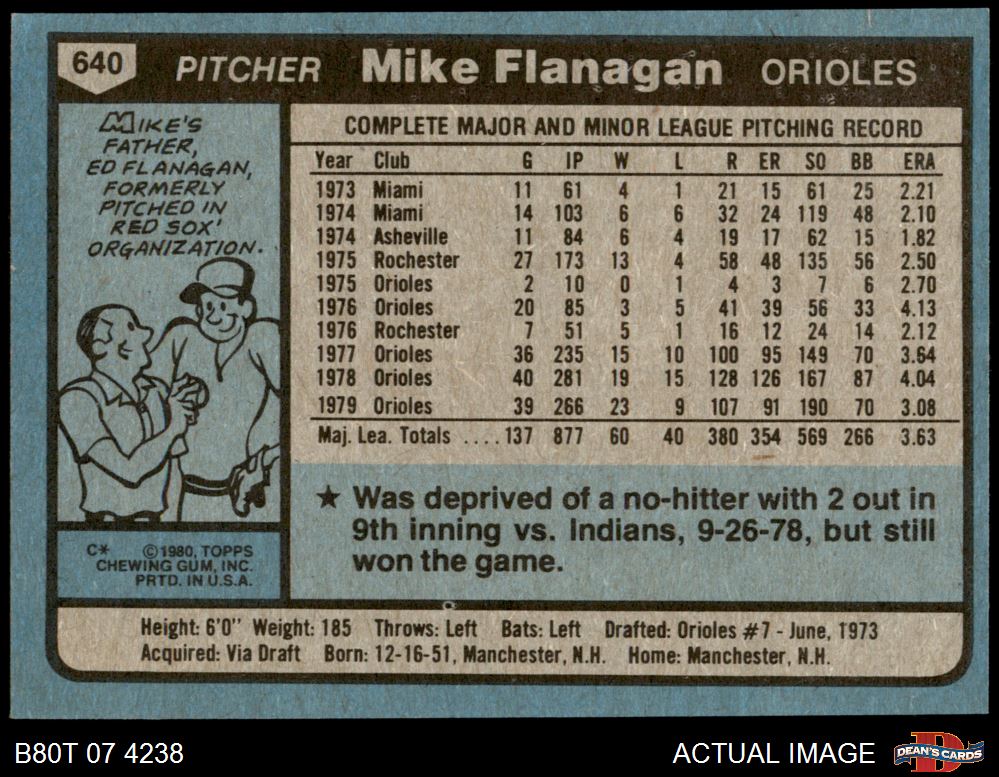 640 PITCHER Mike Flanagan ORIOLES
MIKE'S
FATHER,
ED FLANAGAN,
FORMERLY
PITCHED IN
RED SOX'
ORGANIZATION.
COMPLETE MAJOR AND MINOR LEAGUE PITCHING RECORD
Year Club G IP W L R ER SO BB ERA
1973 Miami 11 61 4 1 21 15 61 25 2.21
1974 Miami 14 103 6 6 32 24 119 48 2.10
1974 Asheville 11 84 6 4 19 17 62 15 1.82
1975 Rochester 27 173 13 4 58 48 135 56 2.50
1975 Orioles 2 10 0 1 4 3 7 6 2.70
1976 Orioles 20 85 3 5 41 39 56 33 4.13
1976 Rochester 7 51 5 1 16 12 24 14 2.12
1977 Orioles 36 235 15 10 100 95 149 70 3.64
1978 Orioles 40 281 19 15 128 126 167 87 4.04
1979 Orioles 39 266 23 9 107 91 190 70 3.08
Maj. Lea. Totals ....137 877 60 40 380 354 569 266 3.63
★ Was deprived of a no-hitter with 2 out in
9th inning vs. Indians, 9-26-78, but still
won the game.
C* ©1980, TOPPS
CHEWING GUM, INC.
PRTD. IN U.S.A.
Height: 6'0" Weight: 185 Throws: Left Bats: Left Drafted: Orioles #7 - June, 1973
Acquired: Via Draft Born: 12-16-51, Manchester, N.H. Home: Manchester, N.H.
B80T 07 4238 ACTUAL IMAGE DEAN'S CARDS